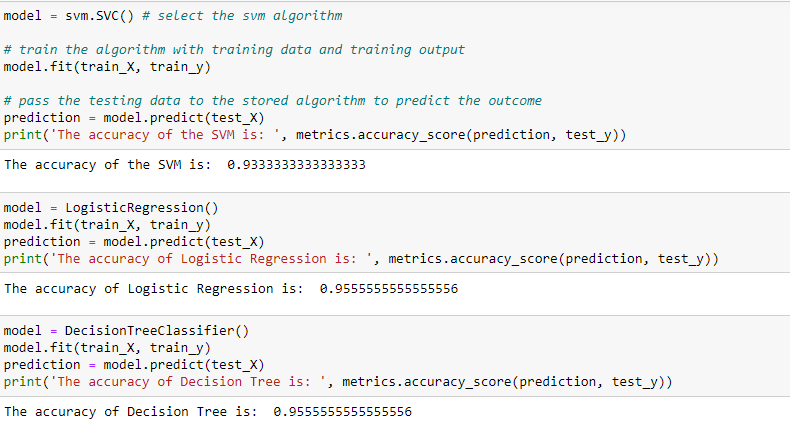 model = svm.SVC() # select the svm algorithm
# train the algorithm with training data and training output
model.fit(train_X, train_y)
# pass the testing data to the stored algorithm to predict the outcome
prediction = model.predict(test_X)
print('The accuracy of the SVM is: ', metrics.accuracy_score(prediction, test_y))
The accuracy of the SVM is:  0.9333333333333333
model = LogisticRegression()
model.fit(train_X, train_y)
prediction = model.predict(test_X)
print('The accuracy of Logistic Regression is: ', metrics.accuracy_score(prediction, test_y))
The accuracy of Logistic Regression is:  0.9555555555555556
model = DecisionTreeClassifier()
model.fit(train_X, train_y)
prediction = model.predict(test_X)
print('The accuracy of Decision Tree is: ', metrics.accuracy_score(prediction, test_y))
The accuracy of Decision Tree is:  0.9555555555555556